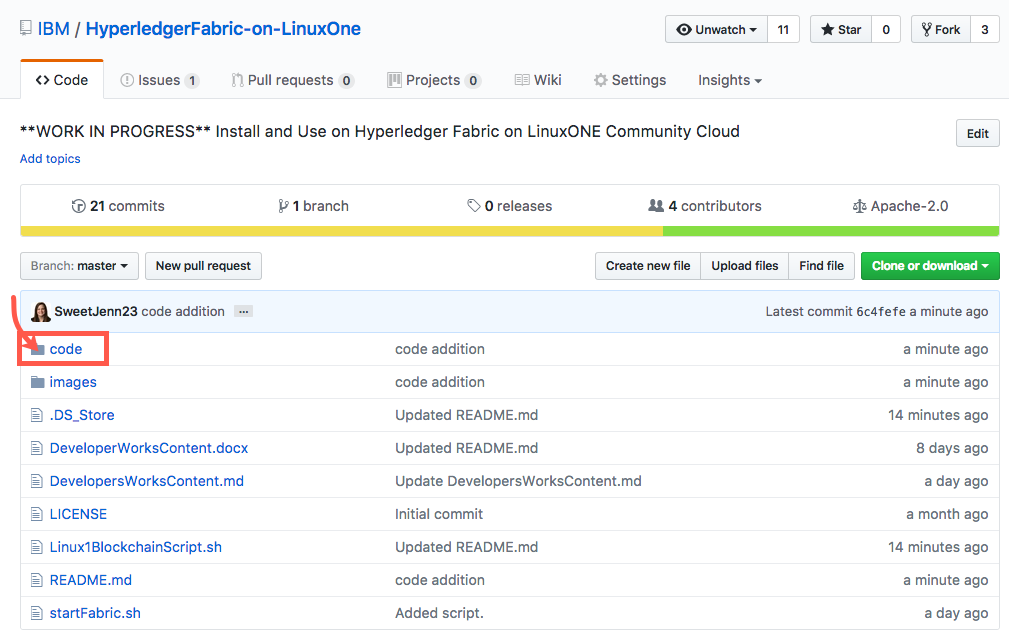 IBM / HyperledgerFabric-on-LinuxOne Unwatch 11 Star 0 Fork 3
Code Issues 1 Pull requests 0 Projects 0 Wiki Settings Insights
**WORK IN PROGRESS** Install and Use on Hyperledger Fabric on LinuxONE Community Cloud Edit
Add topics
21 commits 1 branch 0 releases 4 contributors Apache-2.0
Branch: master New pull request Create new file Upload files Find file Clone or download
SweetJenn23 code addition ... Latest commit 6c4fefe a minute ago
code code addition a minute ago
images code addition a minute ago
.DS_Store Updated README.md 14 minutes ago
DeveloperWorksContent.docx Updated README.md 8 days ago
DevelopersWorksContent.md Update DevelopersWorksContent.md a day ago
LICENSE Initial commit a month ago
Linux1BlockchainScript.sh Updated README.md 14 minutes ago
README.md code addition a minute ago
startFabric.sh Added script. a day ago